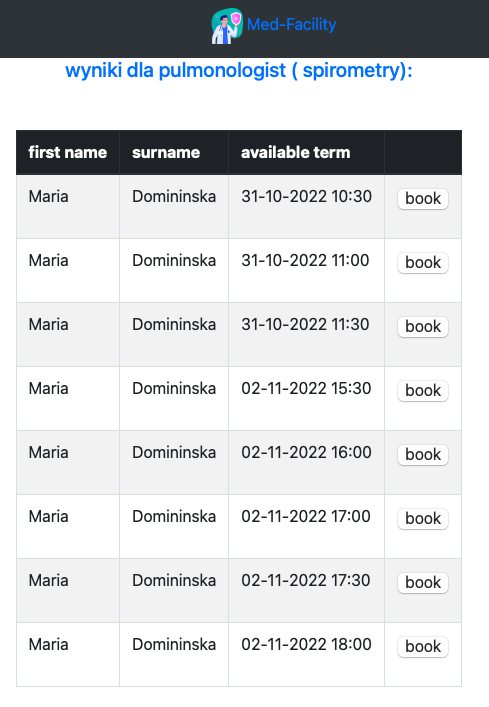 Med-Facility
wyniki dla pulmonologist ( spirometry):
first name surname available term
Maria Domininska 31-10-2022 10:30 book
Maria Domininska 31-10-2022 11:00 book
Maria Domininska 31-10-2022 11:30 book
Maria Domininska 02-11-2022 15:30 book
Maria Domininska 02-11-2022 16:00 book
Maria Domininska 02-11-2022 17:00 book
Maria Domininska 02-11-2022 17:30 book
Maria Domininska 02-11-2022 18:00 book